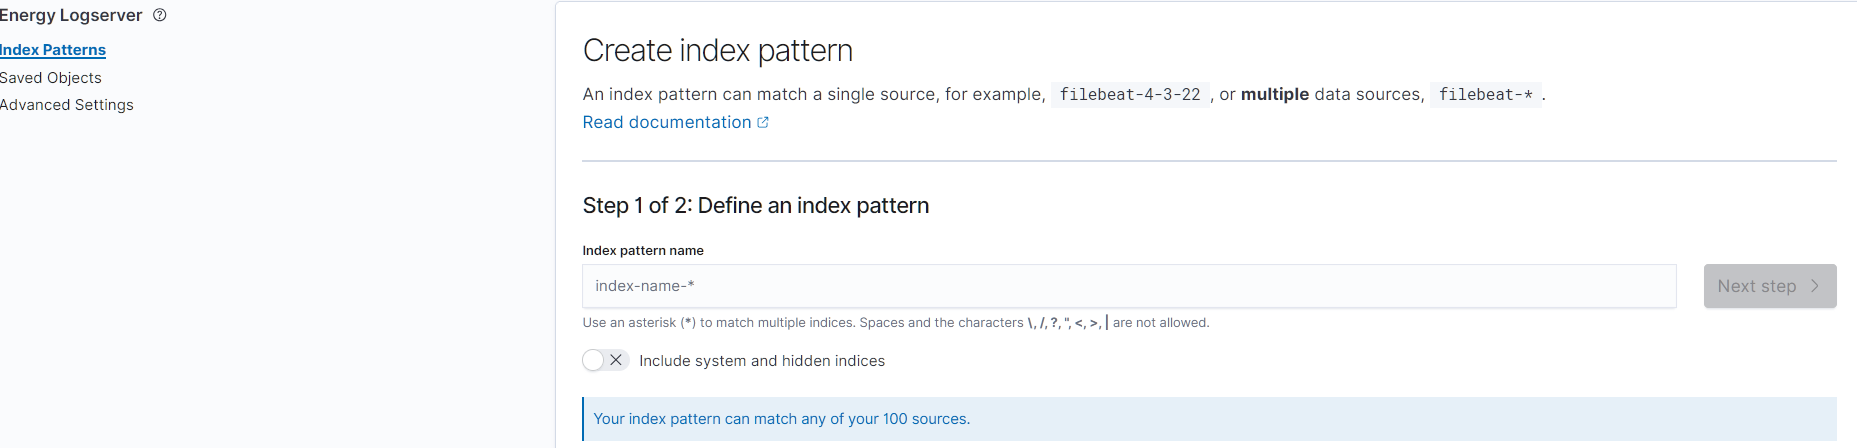 Energy Logserver
Index Patterns
Saved Objects
Advanced Settings
Create index pattern
An index pattern can match a single source, for example, filebeat-4-3-22 , or multiple data sources, filebeat-* .
Read documentation
Step 1 of 2: Define an index pattern
Index pattern name
index-name-*
Next step
Use an asterisk (*) to match multiple indices. Spaces and the characters \, /, ?, ", <, >, | are not allowed.
Include system and hidden indices
Your index pattern can match any of your 100 sources.